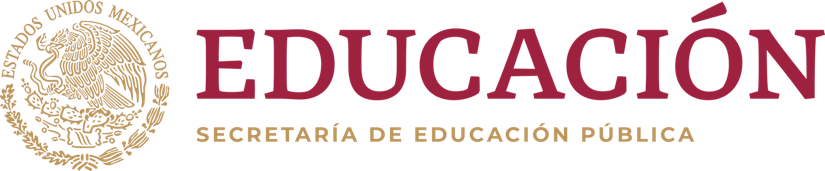 ESTADOS UNIDOS MEXICANOS
EDUCACIÓN
SECRETARÍA DE EDUCACIÓN PÚBLICA